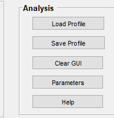 Analysis
Load Profile
Save Profile
Clear GUI
Parameters
Help